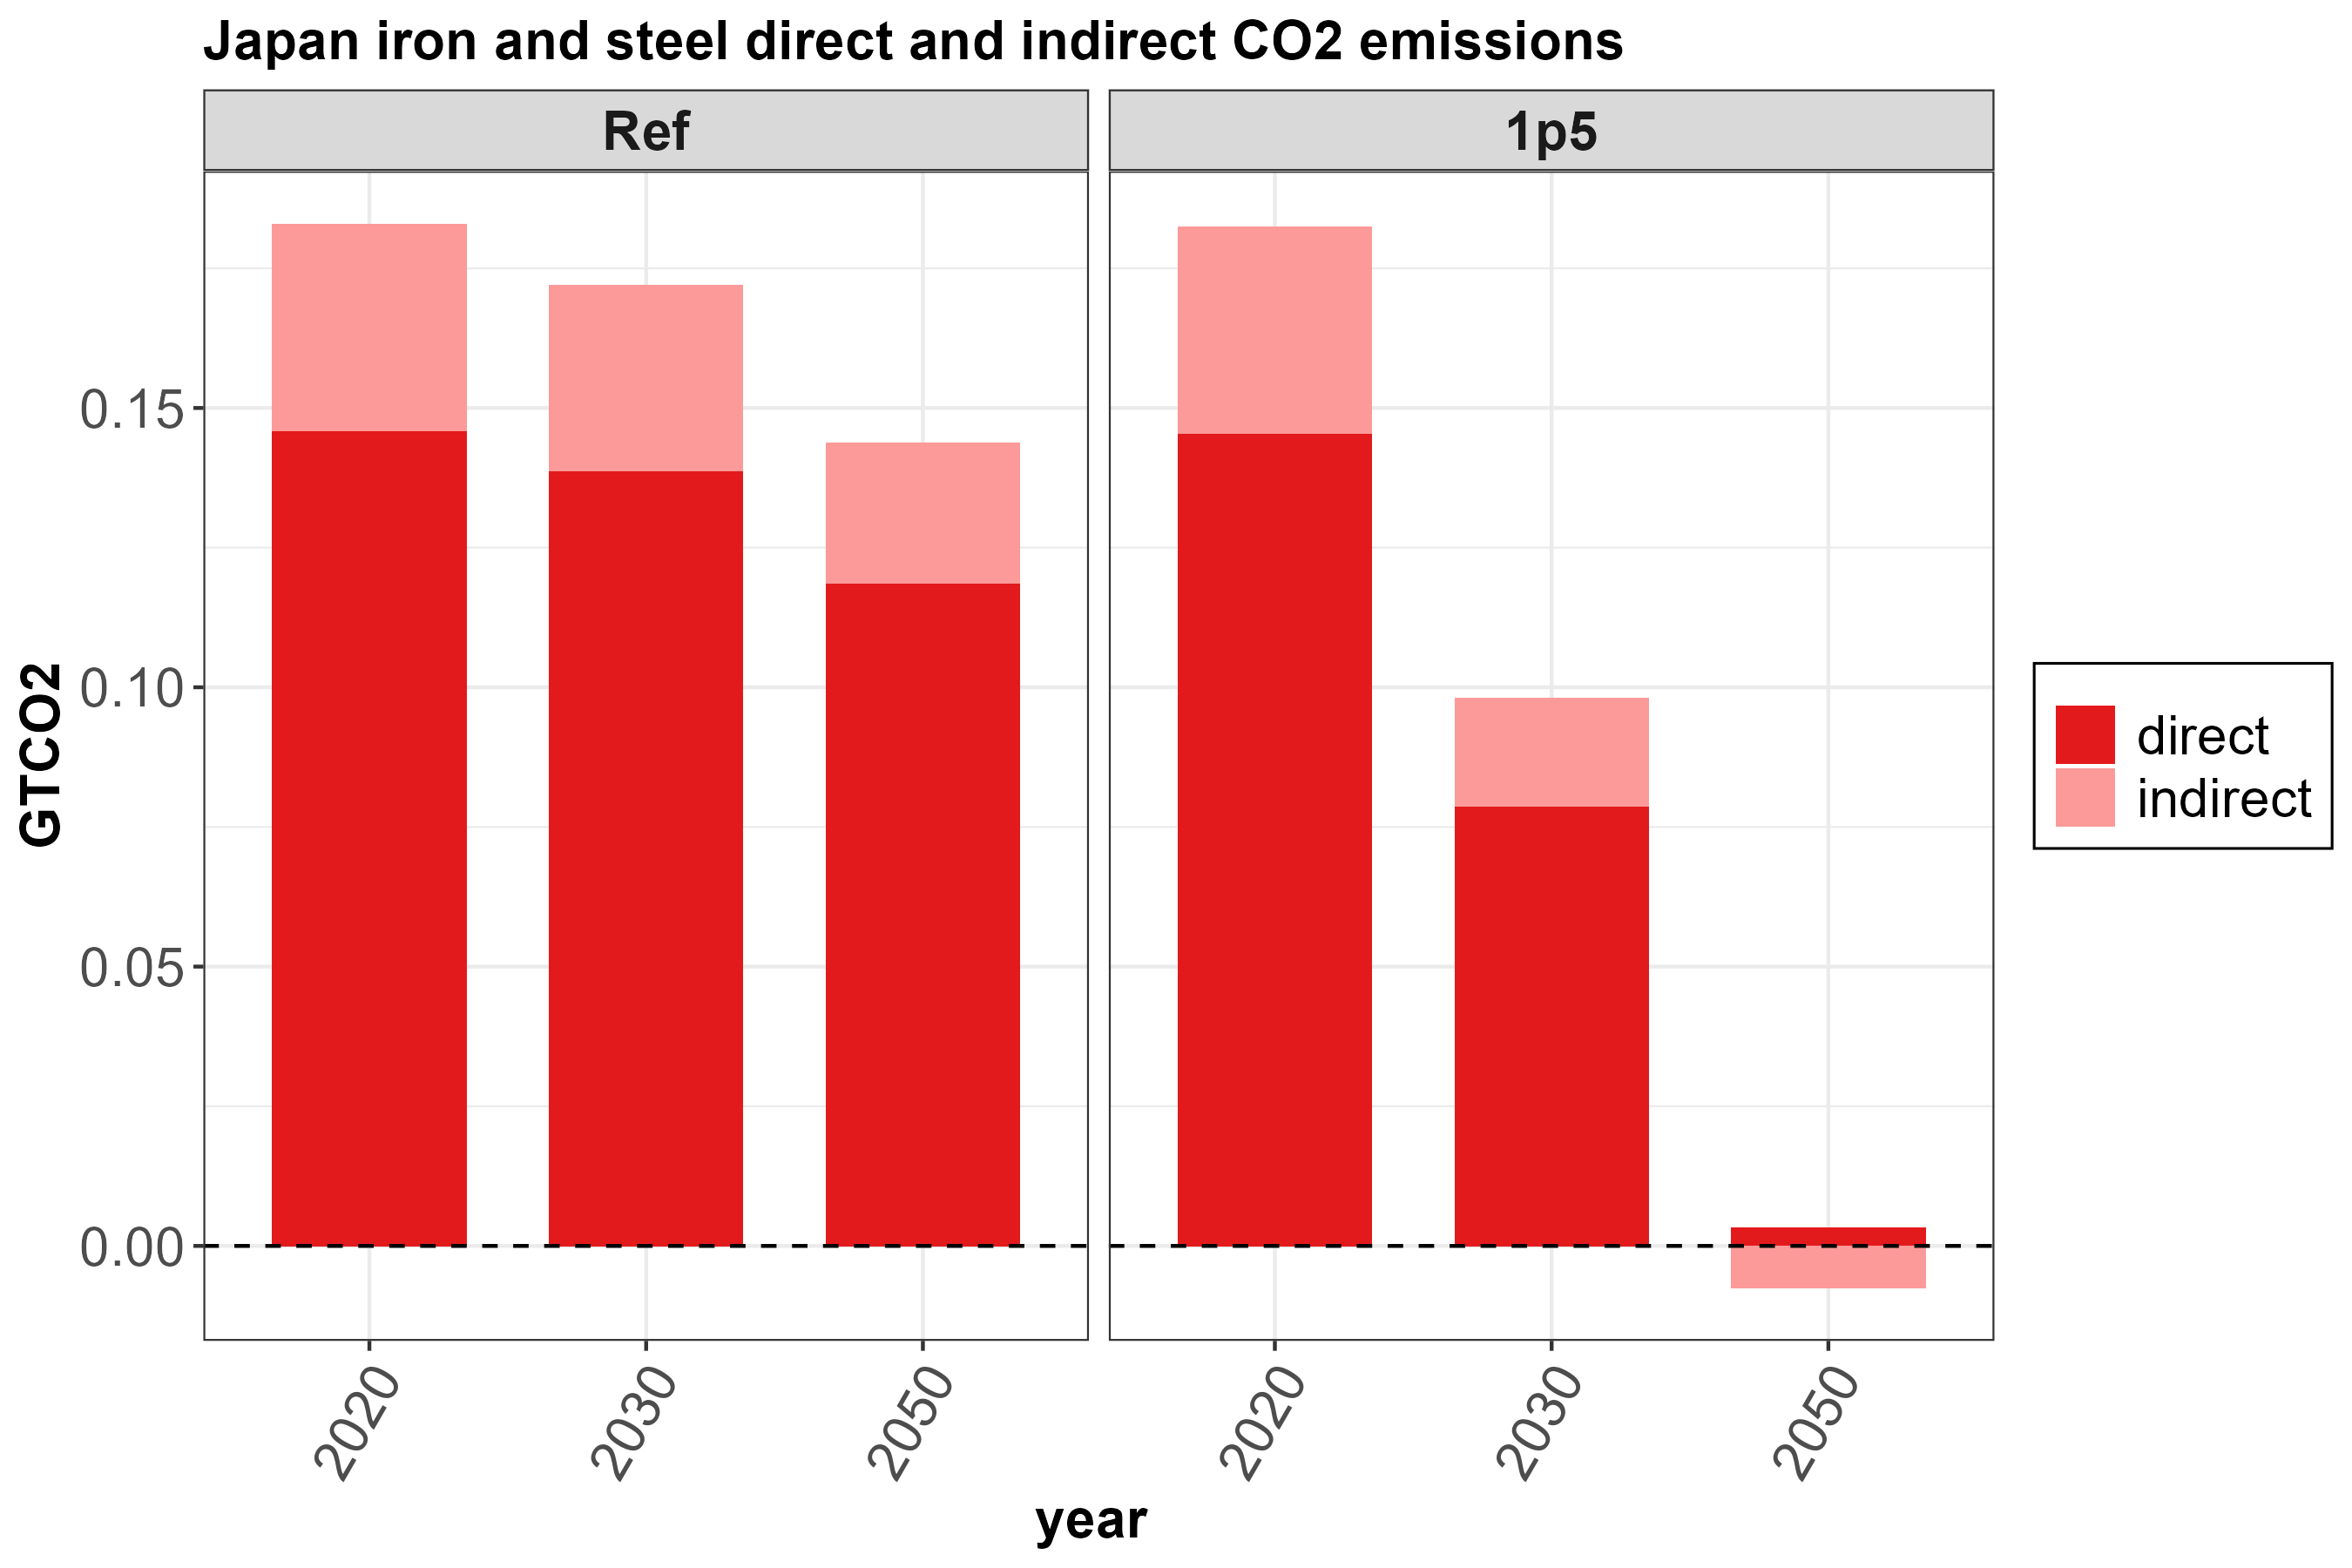 Japan iron and steel direct and indirect CO2 emissions
Ref
1p5
GTCO2
0.15
0.10
0.05
0.00
2020
2030
2050
2020
2030
2050
year
direct
indirect